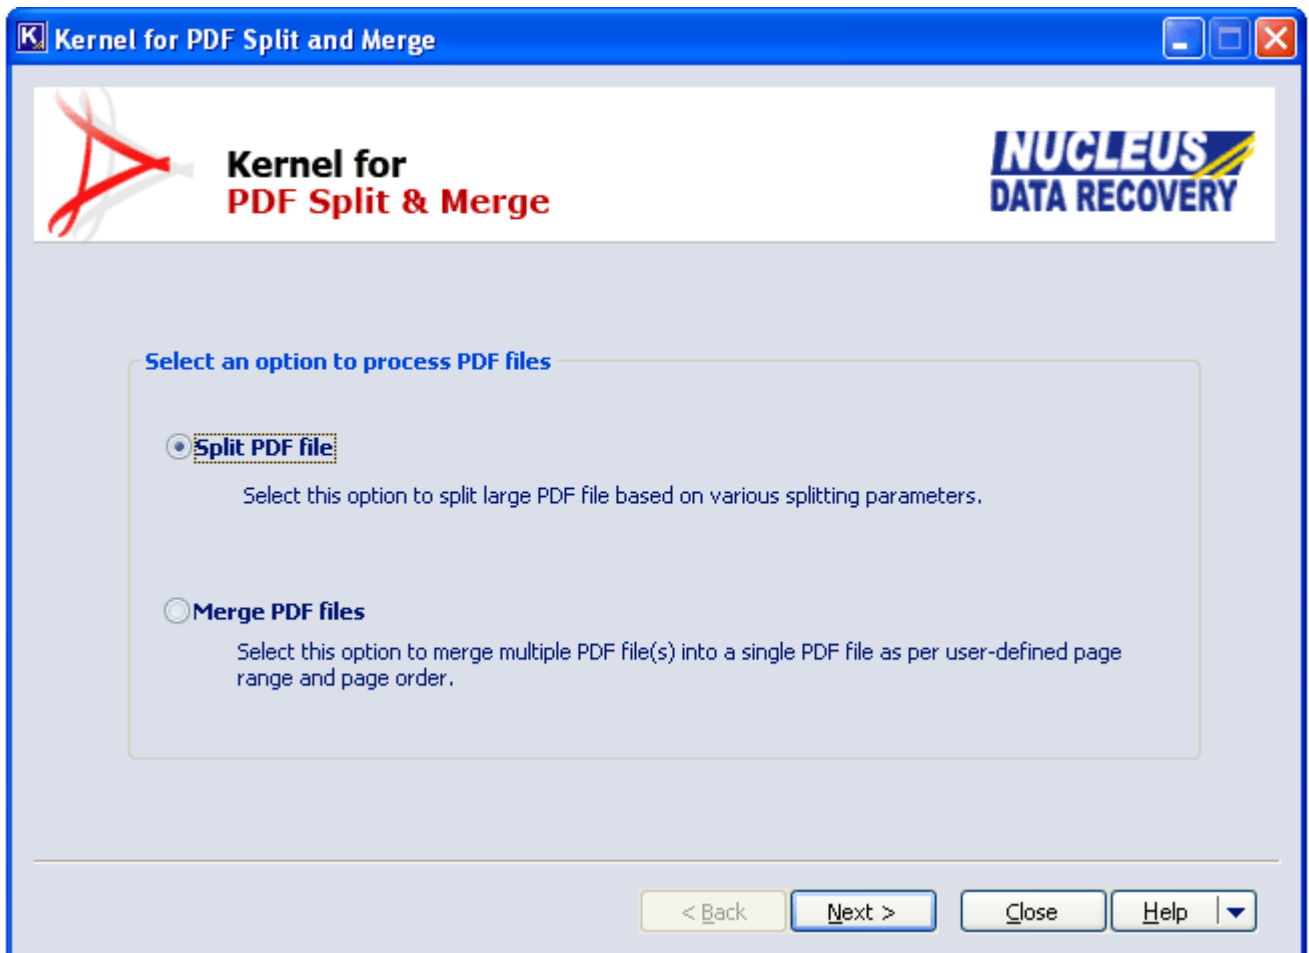 Kernel for PDF Split and Merge
Kernel for
PDF Split & Merge
NUCLEUS
DATA RECOVERY
Select an option to process PDF files
Split PDF file
Select this option to split large PDF file based on various splitting parameters.
Merge PDF files
Select this option to merge multiple PDF file(s) into a single PDF file as per user-defined page
range and page order.
< Back Next > Close Help